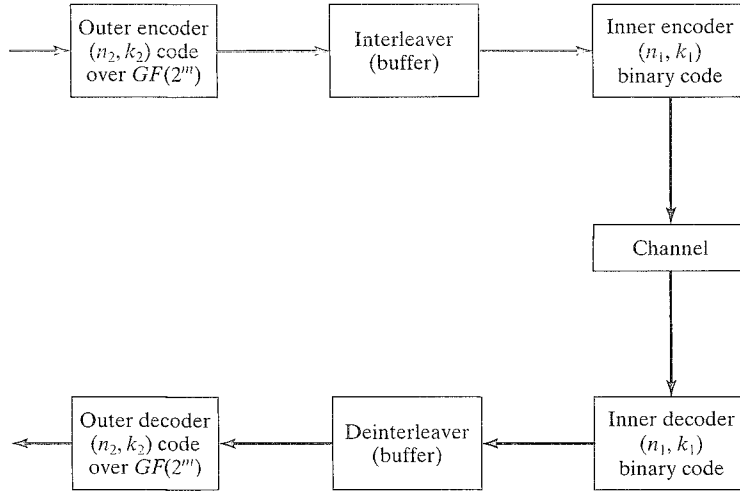 Outer encoder
(n₂, k₂) code
over GF(2ᵐ)
Interleaver
(buffer)
Inner encoder
(n₁, k₁)
binary code
Channel
Outer decoder
(n₂, k₂) code
over GF(2ᵐ)
Deinterleaver
(buffer)
Inner decoder
(n₁, k₁)
binary code